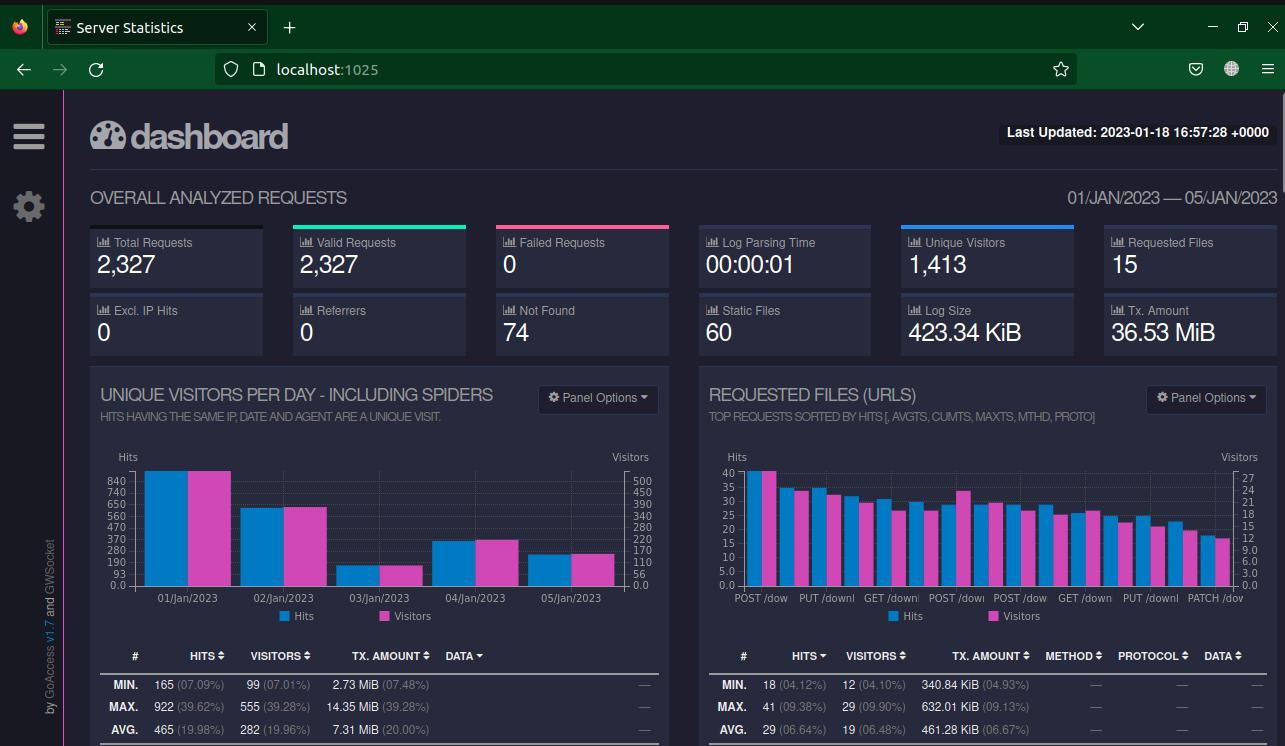 Server Statistics
localhost:1025
dashboard
Last Updated: 2023-01-18 16:57:28 +0000
OVERALL ANALYZED REQUESTS
01/JAN/2023 — 05/JAN/2023
Total Requests
2,327
Valid Requests
2,327
Failed Requests
0
Log Parsing Time
00:00:01
Unique Visitors
1,413
Requested Files
15
Excl. IP Hits
0
Referrers
0
Not Found
74
Static Files
60
Log Size
423.34 KiB
Tx. Amount
36.53 MiB
UNIQUE VISITORS PER DAY - INCLUDING SPIDERS
Panel Options
HITS HAVING THE SAME IP, DATE AND AGENT ARE A UNIQUE VISIT.
Hits
Visitors
840
740
650
560
470
370
280
190
93
0.0
500
450
390
340
280
220
170
110
56
0.0
01/Jan/2023
02/Jan/2023
03/Jan/2023
04/Jan/2023
05/Jan/2023
Hits
Visitors
# HITS VISITORS TX. AMOUNT DATA
MIN. 165 (07.09%) 99 (07.01%) 2.73 MiB (07.48%) —
MAX. 922 (39.62%) 555 (39.28%) 14.35 MiB (39.28%) —
AVG. 465 (19.98%) 282 (19.96%) 7.31 MiB (20.00%) —
REQUESTED FILES (URLS)
Panel Options
TOP REQUESTS SORTED BY HITS [, AVGTS, CUMTS, MAXTS, MTHD, PROTO]
Hits
Visitors
40
35
30
25
20
15
10
5.0
0.0
27
24
21
18
15
12
9.0
6.0
3.0
0.0
POST /dow
PUT /downl
GET /down
POST /dow
POST /dow
GET /down
PUT /downl
PATCH /dow
Hits
Visitors
# HITS VISITORS TX. AMOUNT METHOD PROTOCOL DATA
MIN. 18 (04.12%) 12 (04.10%) 340.84 KiB (04.93%) — — —
MAX. 41 (09.38%) 29 (09.90%) 632.01 KiB (09.13%) — — —
AVG. 29 (06.64%) 19 (06.48%) 461.28 KiB (06.67%) — — —
by GoAccess v1.7 and GWSocket